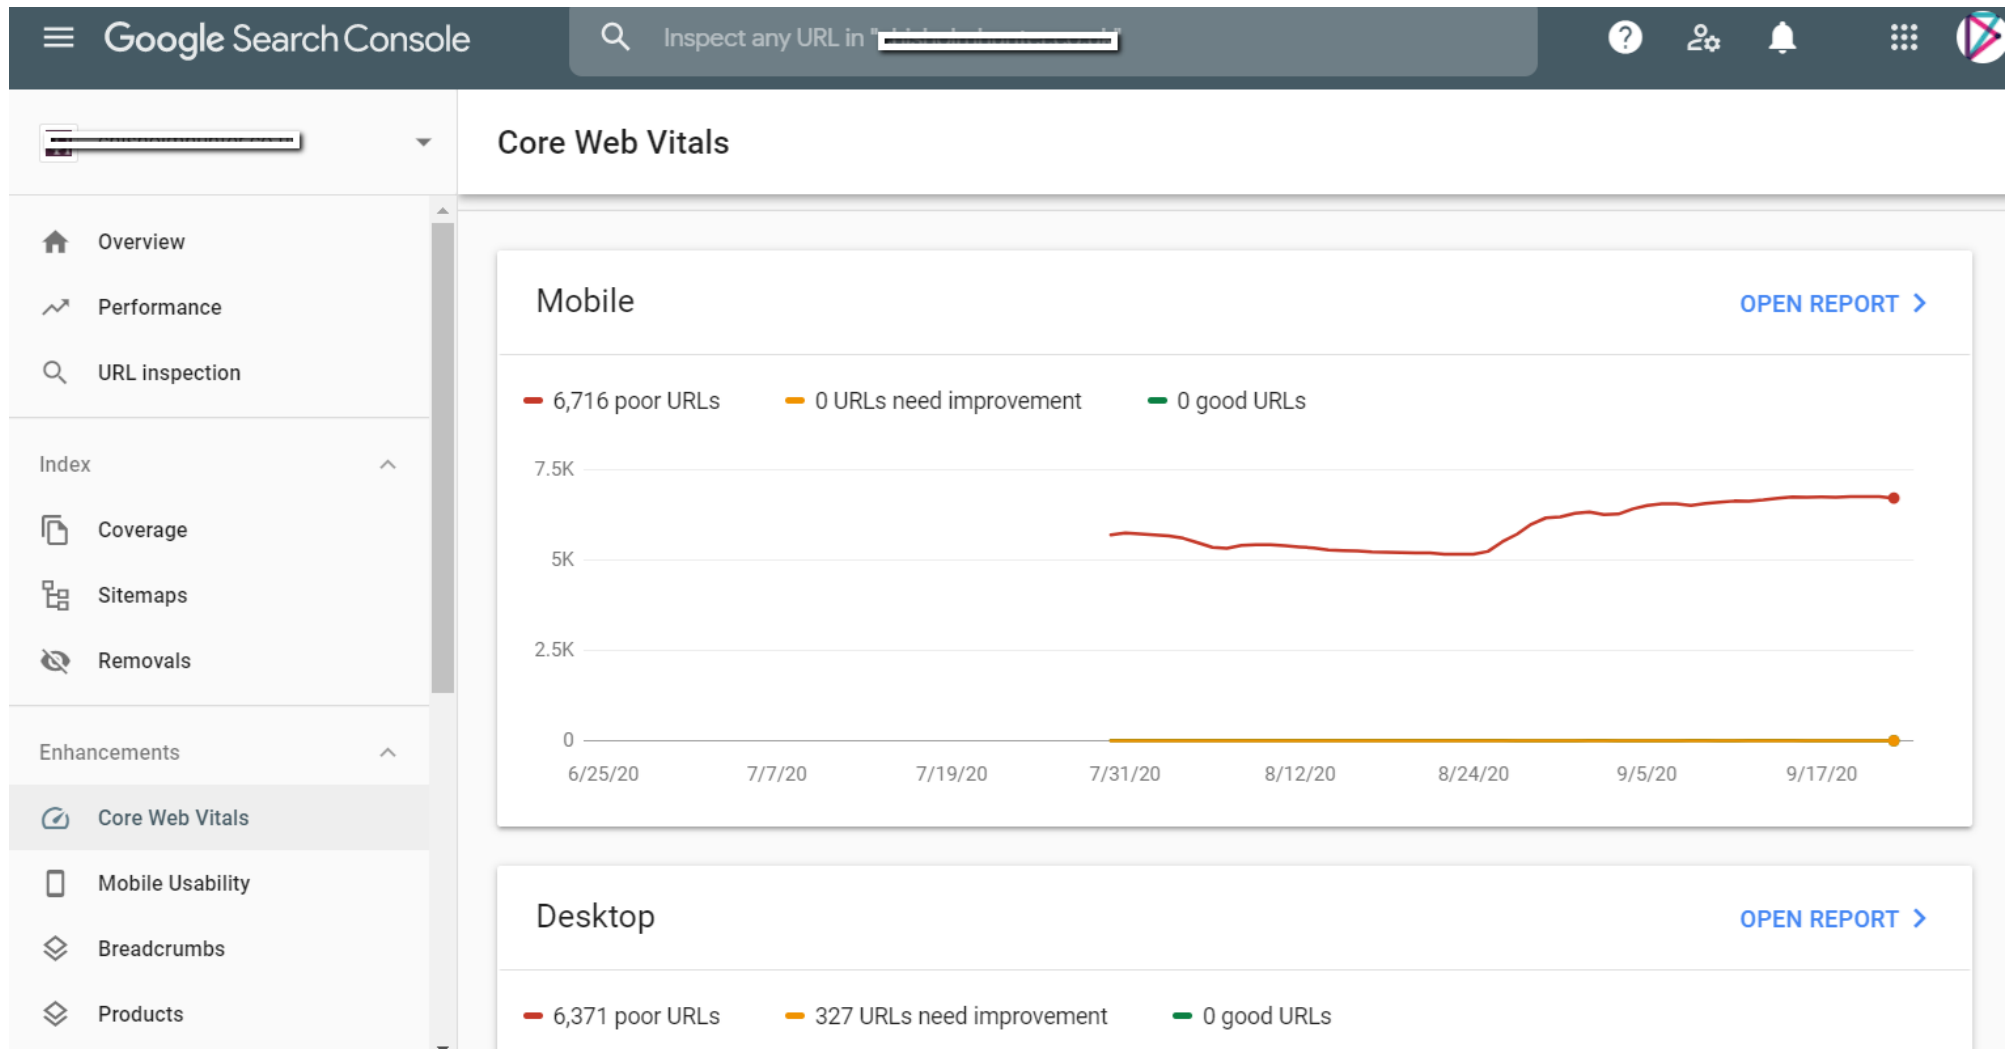 Google Search Console
Inspect any URL in "
Core Web Vitals
Overview
Performance
URL inspection
Index
Coverage
Sitemaps
Removals
Enhancements
Core Web Vitals
Mobile Usability
Breadcrumbs
Products
Mobile
OPEN REPORT
6,716 poor URLs
0 URLs need improvement
0 good URLs
7.5K
5K
2.5K
0
6/25/20
7/7/20
7/19/20
7/31/20
8/12/20
8/24/20
9/5/20
9/17/20
Desktop
OPEN REPORT
6,371 poor URLs
327 URLs need improvement
0 good URLs